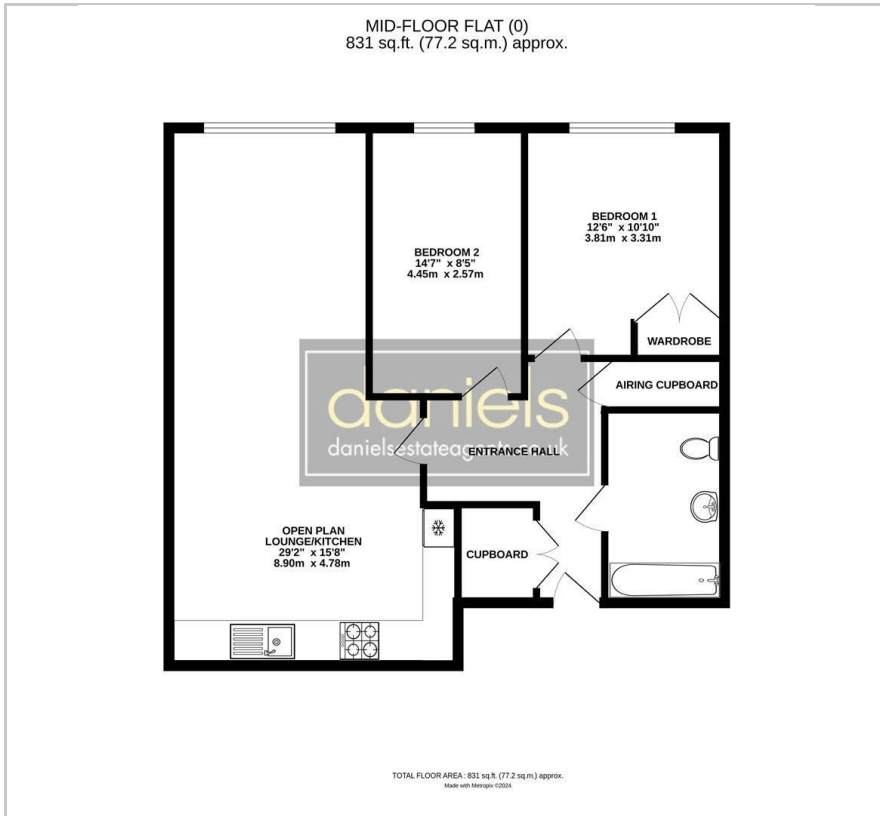 MID-FLOOR FLAT (0)
831 sq.ft. (77.2 sq.m.) approx.
BEDROOM 1
12'6" x 10'10"
3.81m x 3.31m
BEDROOM 2
14'7" x 8'5"
4.45m x 2.57m
WARDROBE
AIRING CUPBOARD
daniels
danielsestateagents.co.uk
ENTRANCE HALL
OPEN PLAN
LOUNGE/KITCHEN
29'2" x 15'8"
8.90m x 4.78m
CUPBOARD
TOTAL FLOOR AREA : 831 sq.ft. (77.2 sq.m.) approx.
Made with Metropix ©2024